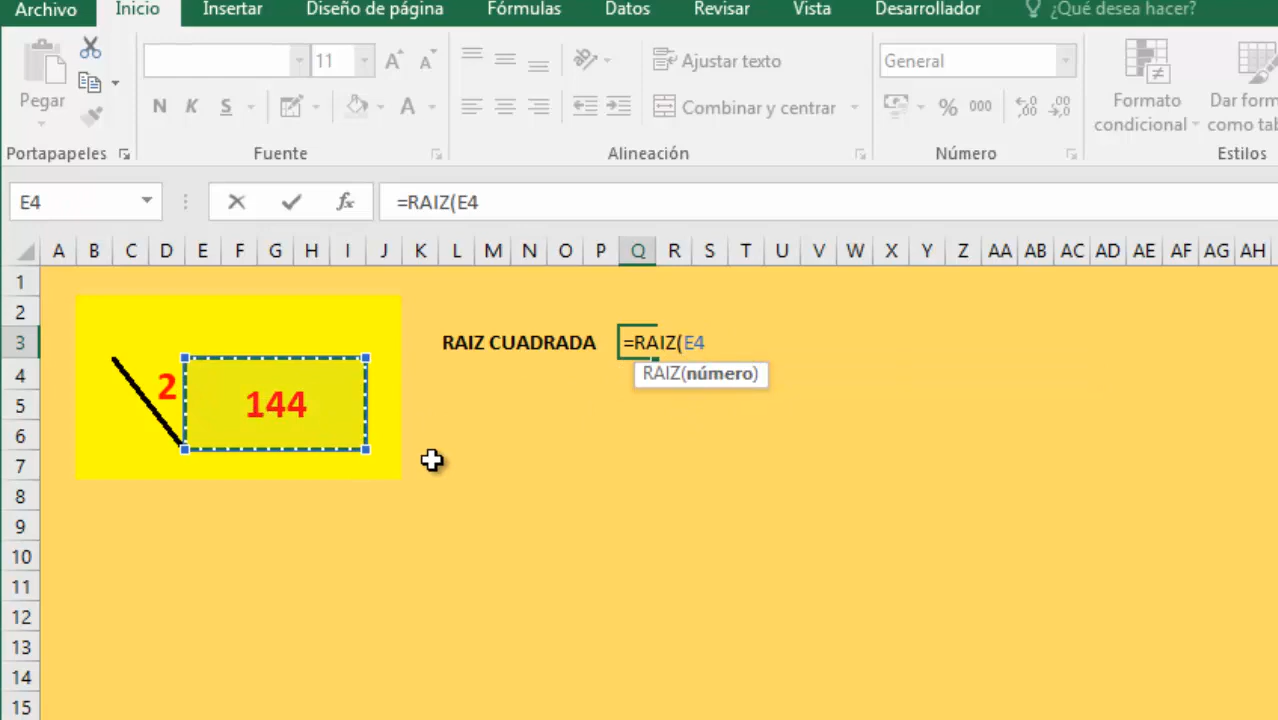 Archivo Inicio Insertar Diseño de página Fórmulas Datos Revisar Vista Desarrollador ¿Qué desea hacer?
11 A A Ajustar texto General
Pegar N K S A Combinar y centrar % 000 Formato condicional Dar form como tab
Portapapeles Fuente Alineación Número Estilos
E4 fx =RAIZ(E4
A B C D E F G H I J K L M N O P Q R S T U V W X Y Z AA AB AC AD AE AF AG AH
1
2
3 RAIZ CUADRADA =RAIZ(E4
4 2 RAIZ(número)
5 144
6
7
8
9
10
11
12
13
14
15